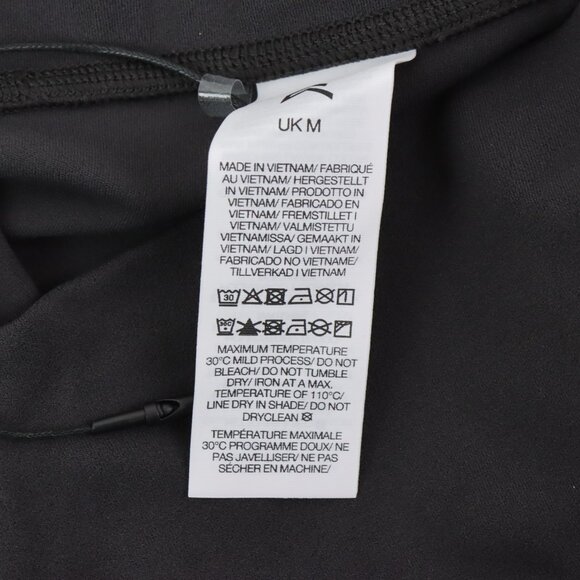 UK M
MADE IN VIETNAM/ FABRIQUÉ
AU VIETNAM/ HERGESTELLT
IN VIETNAM/ PRODOTTO IN
VIETNAM/ FABRICADO EN
VIETNAM/ FREMSTILLET I
VIETNAM/ VALMISTETTU
VIETNAMISSA/ GEMAAKT IN
VIETNAM/ LAGD I VIETNAM/
FABRICADO NO VIETNAME/
TILLVERKAD I VIETNAM
30
MAXIMUM TEMPERATURE
30°C MILD PROCESS/ DO NOT
BLEACH/ DO NOT TUMBLE
DRY/ IRON AT A MAX.
TEMPERATURE OF 110°C/
LINE DRY IN SHADE/ DO NOT
DRYCLEAN
TEMPÉRATURE MAXIMALE
30°C PROGRAMME DOUX/ NE
PAS JAVELLISER/ NE PAS
SÉCHER EN MACHINE/